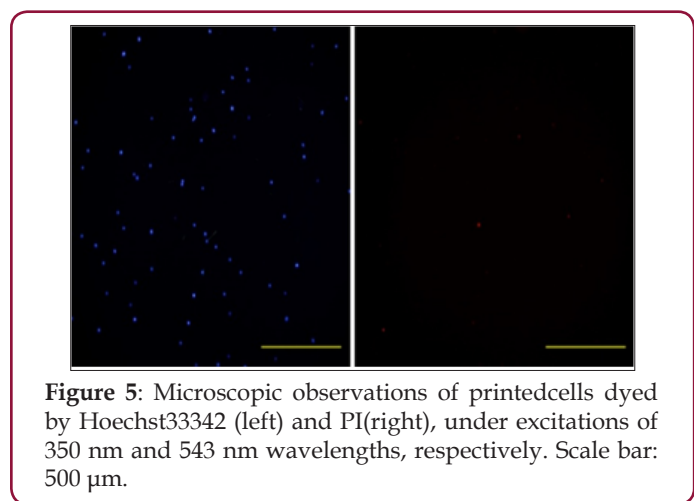 Figure 5: Microscopic observations of printedcells dyed
by Hoechst33342 (left) and PI(right), under excitations of
350 nm and 543 nm wavelengths, respectively. Scale bar:
500 µm.